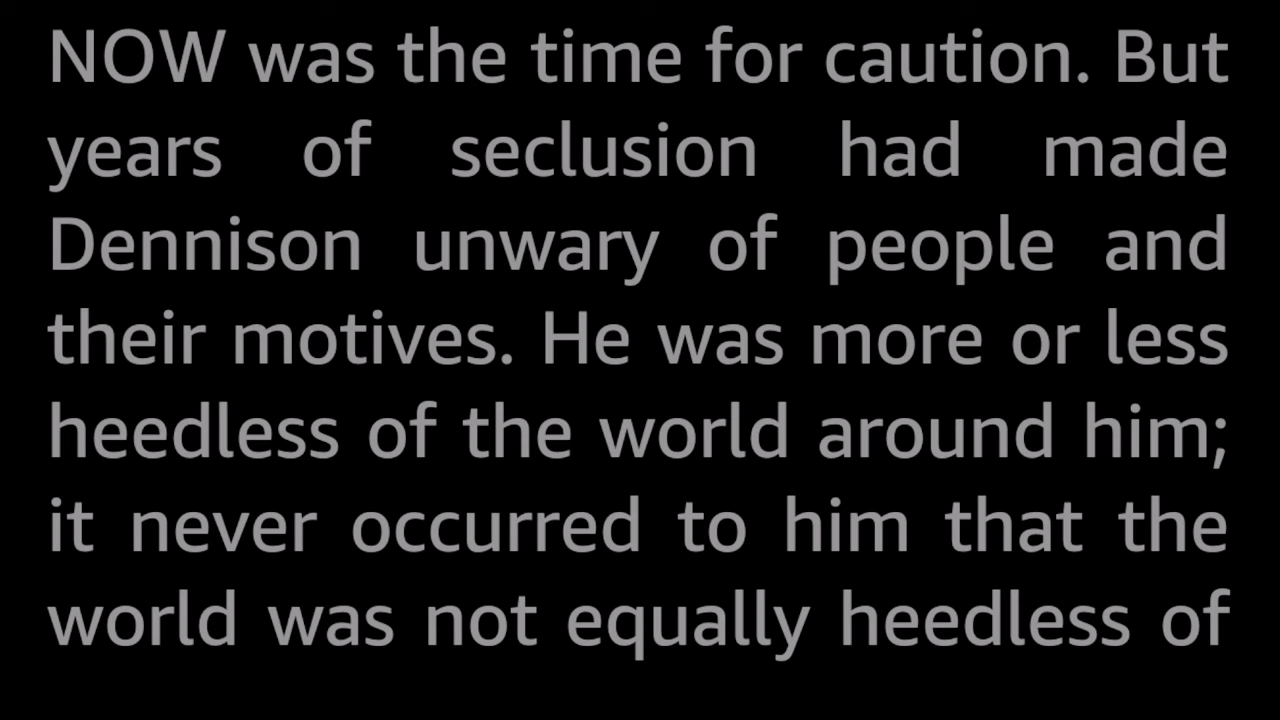 NOW was the time for caution. But
years of seclusion had made
Dennison unwary of people and
their motives. He was more or less
heedless of the world around him;
it never occurred to him that the
world was not equally heedless of